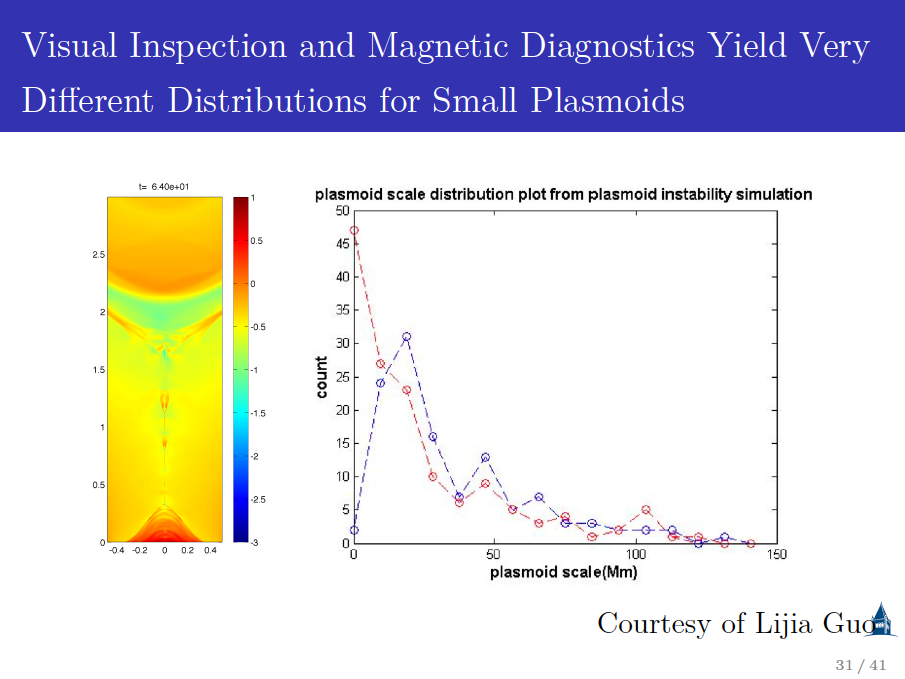 Visual Inspection and Magnetic Diagnostics Yield Very
Different Distributions for Small Plasmoids
t= 6.40e+01
2.5
2
1.5
1
0.5
0
-0.4 -0.2 0 0.2 0.4
1
0.5
0
-0.5
-1
-1.5
-2
-2.5
-3
plasmoid scale distribution plot from plasmoid instability simulation
50
45
40
35
30
25
20
15
10
5
0
count
0 50 100 150
plasmoid scale(Mm)
Courtesy of Lijia Guo
31 / 41